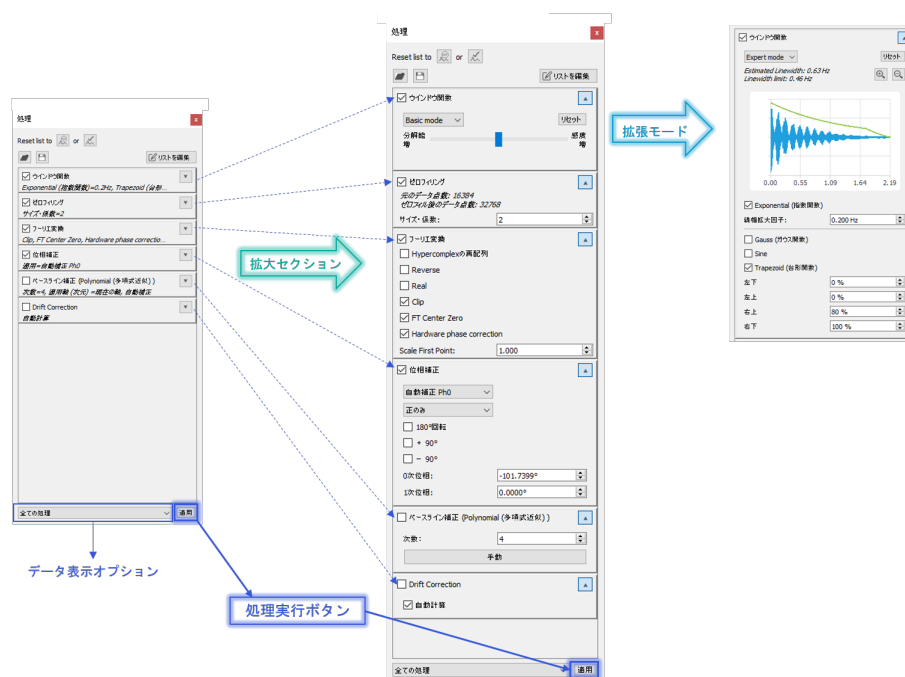 処理
x
Reset list to or
リストを編集
ウインドウ関数
Exponential (指数関数)=0.2Hz, Trapezoid (台形...
ゼロフィリング
サイズ・係数=2
フーリエ変換
Clip, FT Center Zero, Hardware phase correctio...
位相補正
適用=自動補正 Ph0
ベースライン補正 (Polynomial (多項式近似) )
次数=4, 適用軸 (次元) =現在の軸, 自動補正
Drift Correction
自動計算
全ての処理
適用
データ表示オプション
処理実行ボタン
拡大セクション
処理
x
Reset list to or
リストを編集
ウインドウ関数
Basic mode
リセット
分解能
増
感度
増
ゼロフィリング
元のデータ点数: 16384
ゼロフィル後のデータ点数: 32768
サイズ・係数:
2
フーリエ変換
Hypercomplexの再配列
Reverse
Real
Clip
FT Center Zero
Hardware phase correction
Scale First Point:
1.000
位相補正
自動補正 Ph0
正のみ
180°回転
+ 90°
− 90°
0次位相:
-101.7399°
1次位相:
0.0000°
ベースライン補正 (Polynomial (多項式近似) )
次数:
4
手動
Drift Correction
自動計算
全ての処理
適用
拡張モード
ウインドウ関数
Expert mode
リセット
Estimated Linewidth: 0.63 Hz
Linewidth limit: 0.46 Hz
0.00 0.55 1.09 1.64 2.19
Exponential (指数関数)
線幅拡大因子:
0.200 Hz
Gauss (ガウス関数)
Sine
Trapezoid (台形関数)
左下
0 %
左上
0 %
右上
80 %
右下
100 %